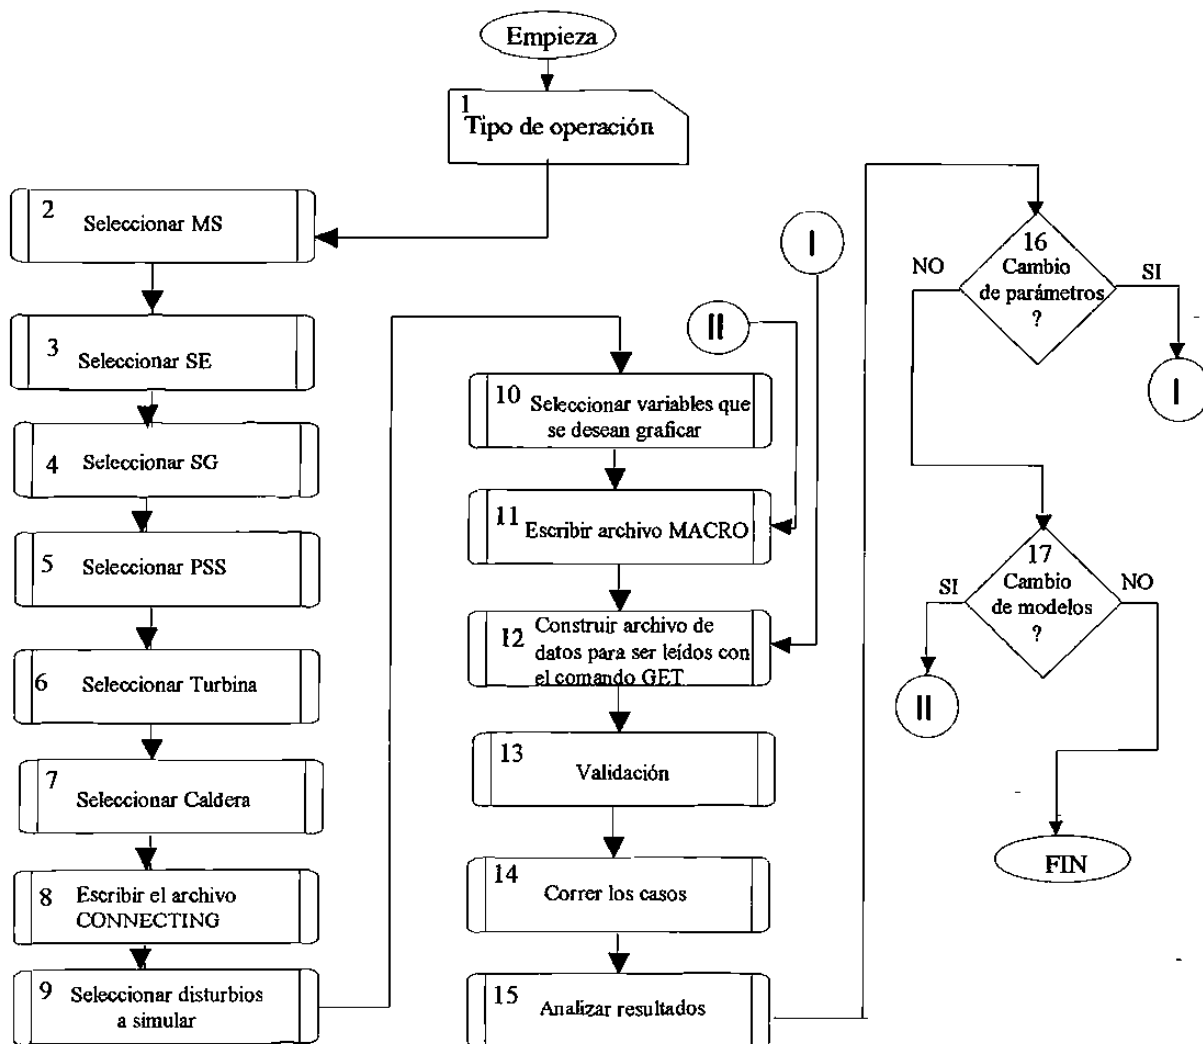 Empieza
1
Tipo de operación
2
Seleccionar MS
3
Seleccionar SE
4
Seleccionar SG
5
Seleccionar PSS
6
Seleccionar Turbina
7
Seleccionar Caldera
8
Escribir el archivo
CONNECTING
9
Seleccionar disturbios
a simular
I
II
10
Seleccionar variables que
se desean graficar
11
Escribir archivo MACRO
12
Construir archivo de
datos para ser leídos con
el comando GET
13
Validación
14
Correr los casos
15
Analizar resultados
16
Cambio
de parámetros
?
NO
SI
I
17
Cambio
de modelos
?
SI
NO
II
FIN